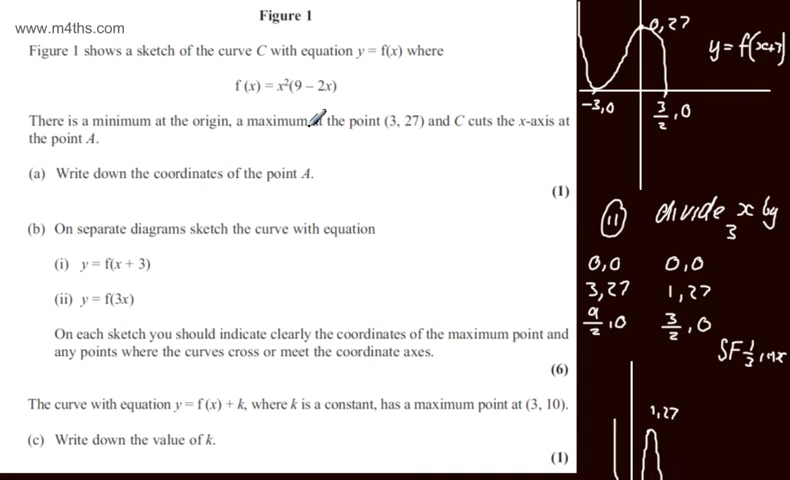 Figure 1
www.m4ths.com
Figure 1 shows a sketch of the curve C with equation y = f(x) where
f (x) = x²(9 – 2x)
There is a minimum at the origin, a maximum at the point (3, 27) and C cuts the x-axis at
the point A.
(a) Write down the coordinates of the point A.
(1)
(b) On separate diagrams sketch the curve with equation
(i) y = f(x + 3)
(ii) y = f(3x)
On each sketch you should indicate clearly the coordinates of the maximum point and
any points where the curves cross or meet the coordinate axes.
(6)
The curve with equation y = f (x) + k, where k is a constant, has a maximum point at (3, 10).
(c) Write down the value of k.
(1)
0,27
y = f(x+3)
-3,0
3/2 ,0
(ii) divide x by
3
0,0 0,0
3,27 1,27
9/2 ,0 3/2 ,0
SF 1/3 in x
1,27